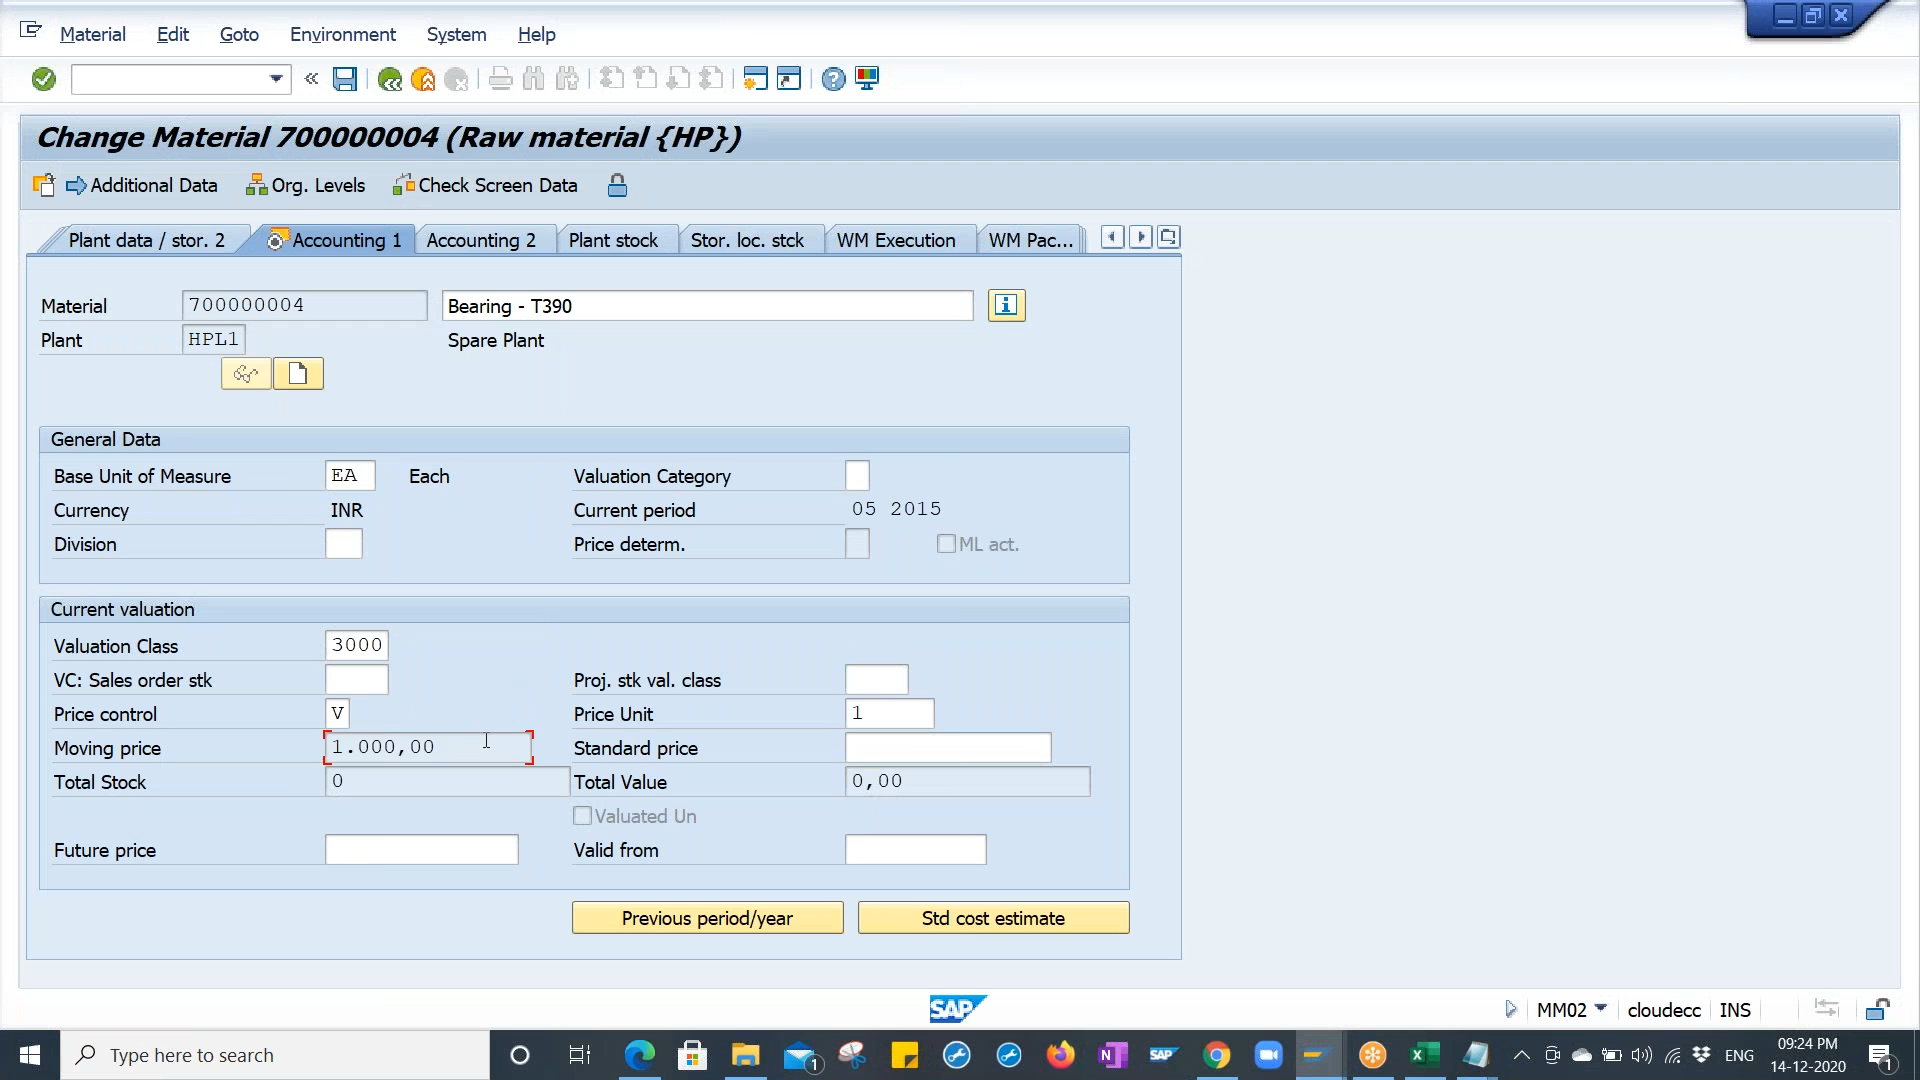 Material Edit Goto Environment System Help
Change Material 700000004 (Raw material {HP})
Additional Data Org. Levels Check Screen Data
Plant data / stor. 2 Accounting 1 Accounting 2 Plant stock Stor. loc. stck WM Execution WM Pac...
Material 700000004 Bearing - T390
Plant HPL1 Spare Plant
General Data
Base Unit of Measure EA Each Valuation Category
Currency INR Current period 05 2015
Division Price determ. ML act.
Current valuation
Valuation Class 3000
VC: Sales order stk Proj. stk val. class
Price control V Price Unit 1
Moving price 1.000,00 Standard price
Total Stock 0 Total Value 0,00
Valuated Un
Future price Valid from
Previous period/year Std cost estimate
SAP MM02 cloudecc INS
Type here to search 1 N SAP ENG 09:24 PM
14-12-2020 1